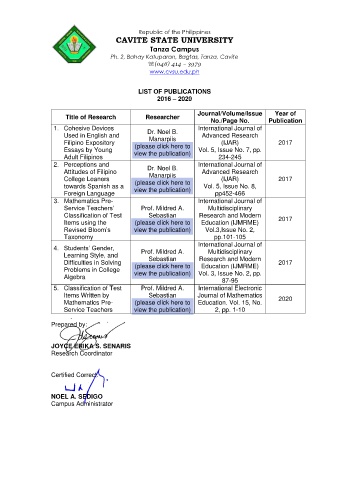 Republic of the Philippines
CAVITE STATE UNIVERSITY
Tanza Campus
Ph. 2, Bahay Katuparan, Bagtas, Tanza, Cavite
(046) 414 – 3979
www.cvsu.edu.ph
LIST OF PUBLICATIONS
2016 – 2020
Title of Research
Researcher
Journal/Volume/Issue No./Page No.
Year of Publication
1. Cohesive Devices
Used in English and
Filipino Expository
Essays by Young
Adult Filipinos
Dr. Noel B.
Manarpiis
(please click here to
view the publication)
International Journal of
Advanced Research
(IJAR)
Vol. 5, Issue No. 7, pp.
234-245
2017
2. Perceptions and
Attitudes of Filipino
College Leaners
towards Spanish as a
Foreign Language
Dr. Noel B.
Manarpiis
(please click here to
view the publication)
International Journal of
Advanced Research
(IJAR)
Vol. 5, Issue No. 8,
pp452-466
2017
3. Mathematics Pre-
Service Teachers'
Classification of Test
Items using the
Revised Bloom's
Taxonomy
Prof. Mildred A.
Sebastian
(please click here to
view the publication)
International Journal of
Multidisciplinary
Research and Modern
Education (IJMRME)
Vol.3,Issue No. 2,
pp.101-105
2017
4. Students' Gender,
Learning Style, and
Difficulties in Solving
Problems in College
Algebra
Prof. Mildred A.
Sebastian
(please click here to
view the publication)
International Journal of
Multidisciplinary
Research and Modern
Education (IJMRME)
Vol. 3, Issue No. 2, pp.
87-95
2017
5. Classification of Test
Items Written by
Mathematics Pre-
Service Teachers
Prof. Mildred A.
Sebastian
(please click here to
view the publication)
International Electronic
Journal of Mathematics
Education. Vol. 15, No.
2, pp. 1-10
2020
Prepared by:
JOYCE ERIKA S. SENARIS
Research Coordinator
Certified Correct:
NOEL A. SEDIGO
Campus Administrator